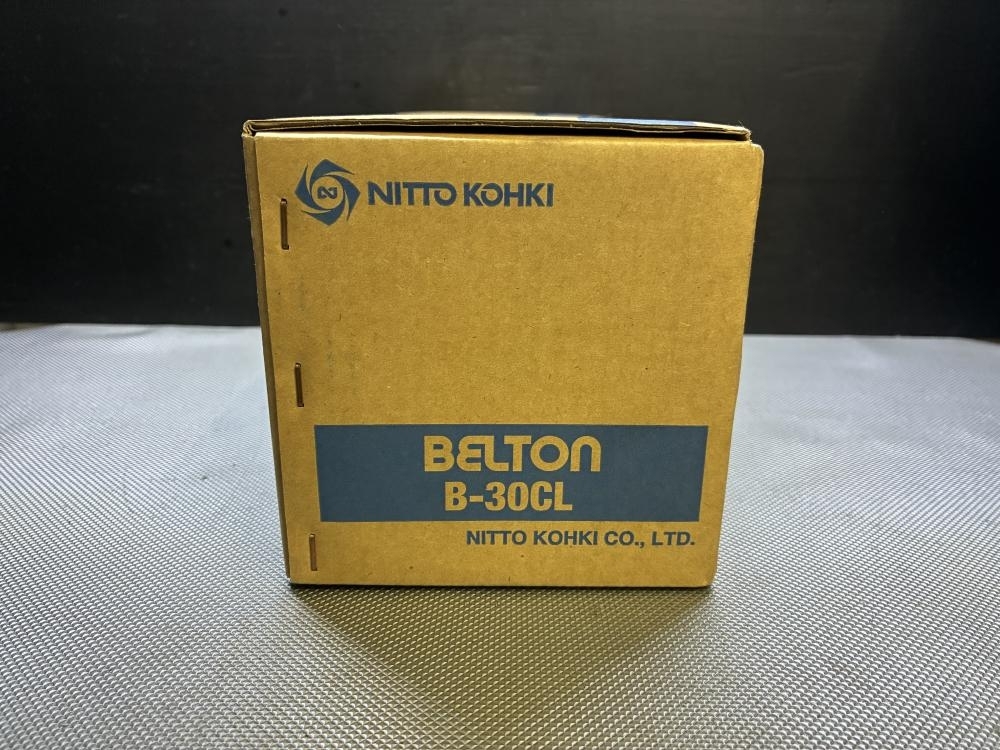 NITTO KOHKI
BELTON
B-30CL
NITTO KOHKI CO., LTD.